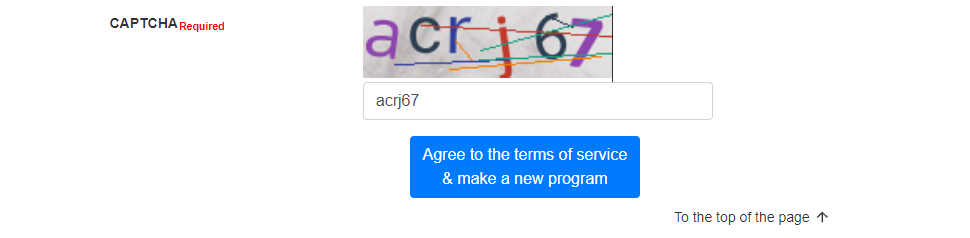 CAPTCHA Required
acrj67
acrj67
Agree to the terms of service
& make a new program
To the top of the page ↑